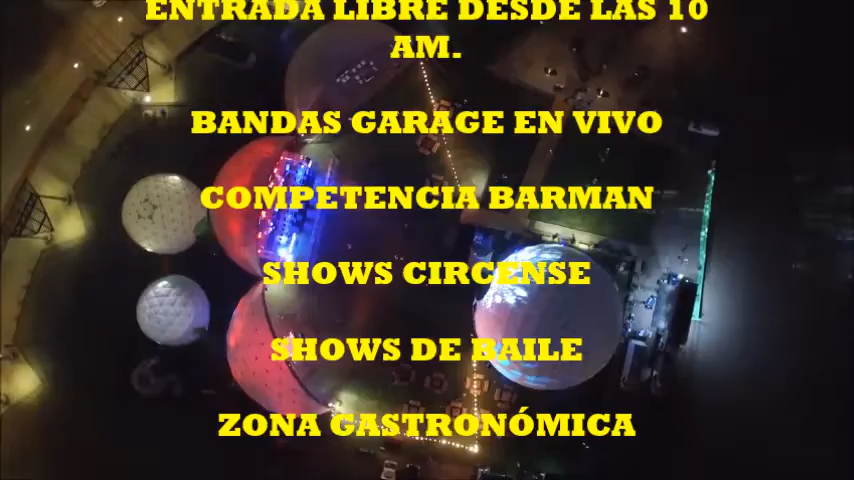 ENTRADA LIBRE DESDE LAS 10
AM.
BANDAS GARAGE EN VIVO
COMPETENCIA BARMAN
SHOWS CIRCENSE
SHOWS DE BAILE
ZONA GASTRONÓMICA